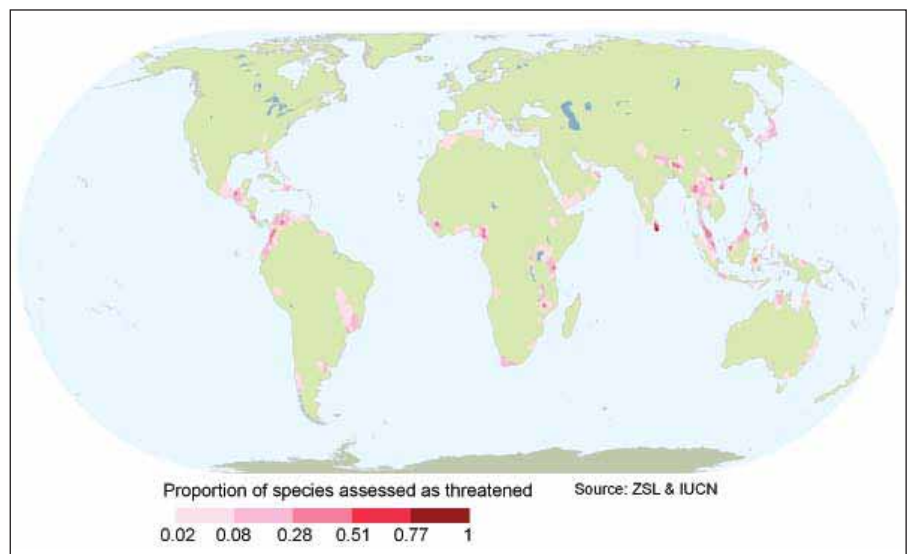 Proportion of species assessed as threatened
Source: ZSL & IUCN
0.02 0.08 0.28 0.51 0.77 1